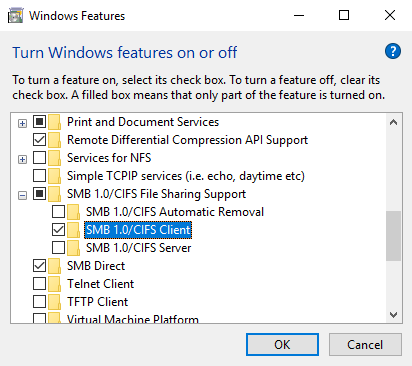 Windows Features
Turn Windows features on or off
?
To turn a feature on, select its check box. To turn a feature off, clear its
check box. A filled box means that only part of the feature is turned on.
Print and Document Services
Remote Differential Compression API Support
Services for NFS
Simple TCPIP services (i.e. echo, daytime etc)
SMB 1.0/CIFS File Sharing Support
SMB 1.0/CIFS Automatic Removal
SMB 1.0/CIFS Client
SMB 1.0/CIFS Server
SMB Direct
Telnet Client
TFTP Client
Virtual Machine Platform
OK
Cancel